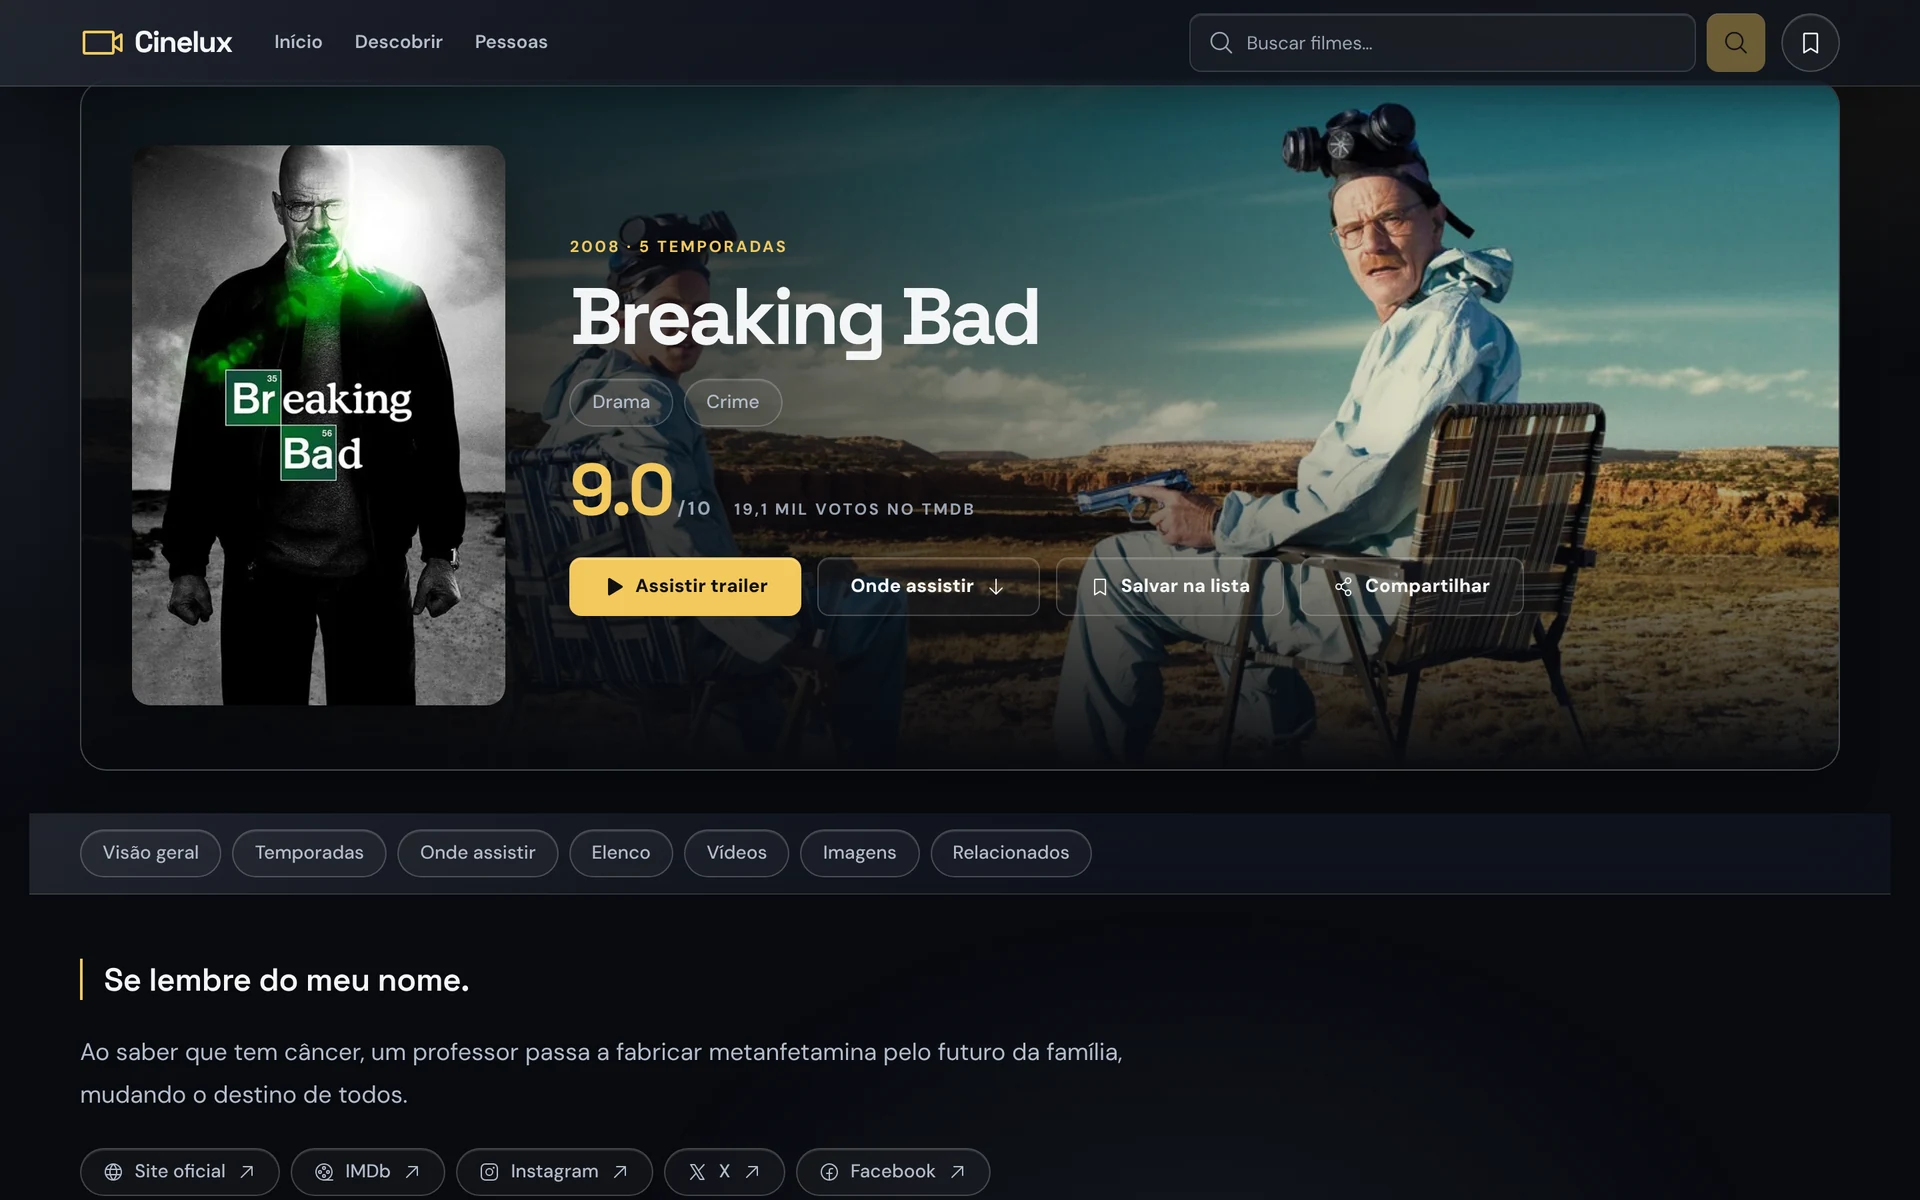 Cinelux Início Descobrir Pessoas Buscar filmes...
35
Breaking
56
Bad
2008 · 5 TEMPORADAS
Breaking Bad
Drama Crime
9.0/10 19,1 MIL VOTOS NO TMDB
Assistir trailer Onde assistir Salvar na lista Compartilhar
Visão geral Temporadas Onde assistir Elenco Vídeos Imagens Relacionados
Se lembre do meu nome.
Ao saber que tem câncer, um professor passa a fabricar metanfetamina pelo futuro da família,
mudando o destino de todos.
Site oficial IMDb Instagram X Facebook